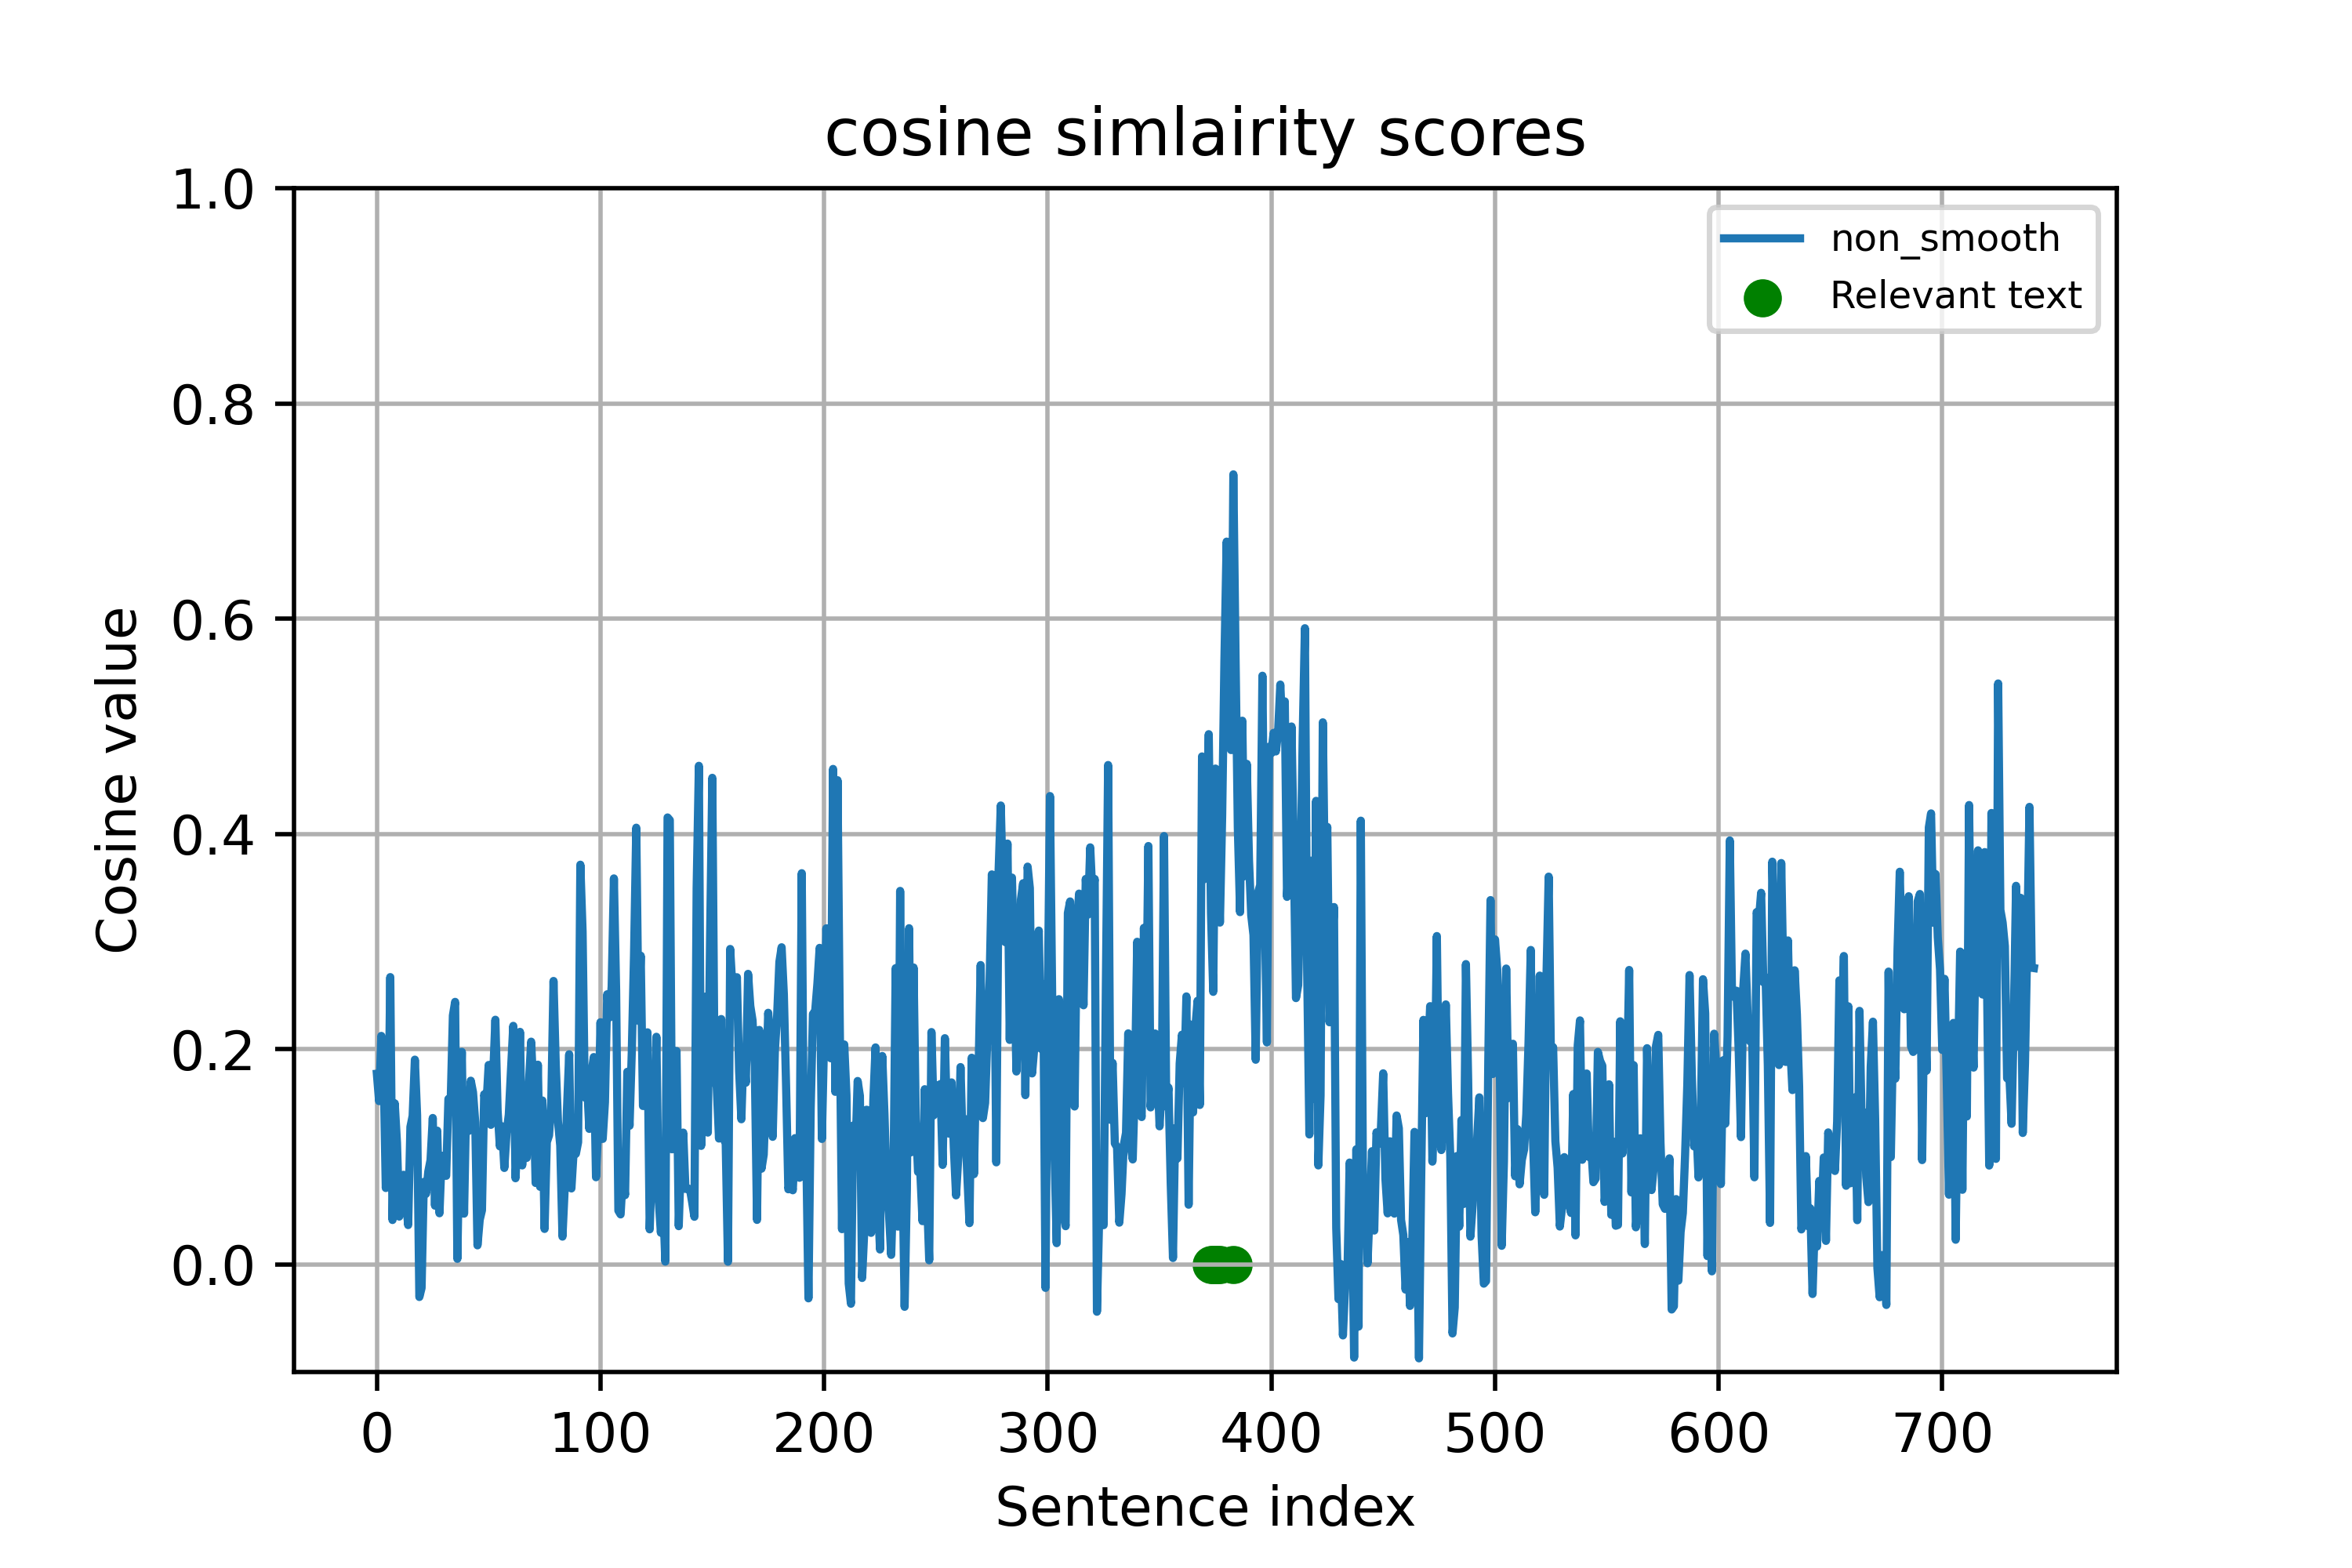 cosine simlairity scores
1.0
0.8
0.6
0.4
0.2
0.0
Cosine value
non_smooth
Relevant text
0 100 200 300 400 500 600 700
Sentence index